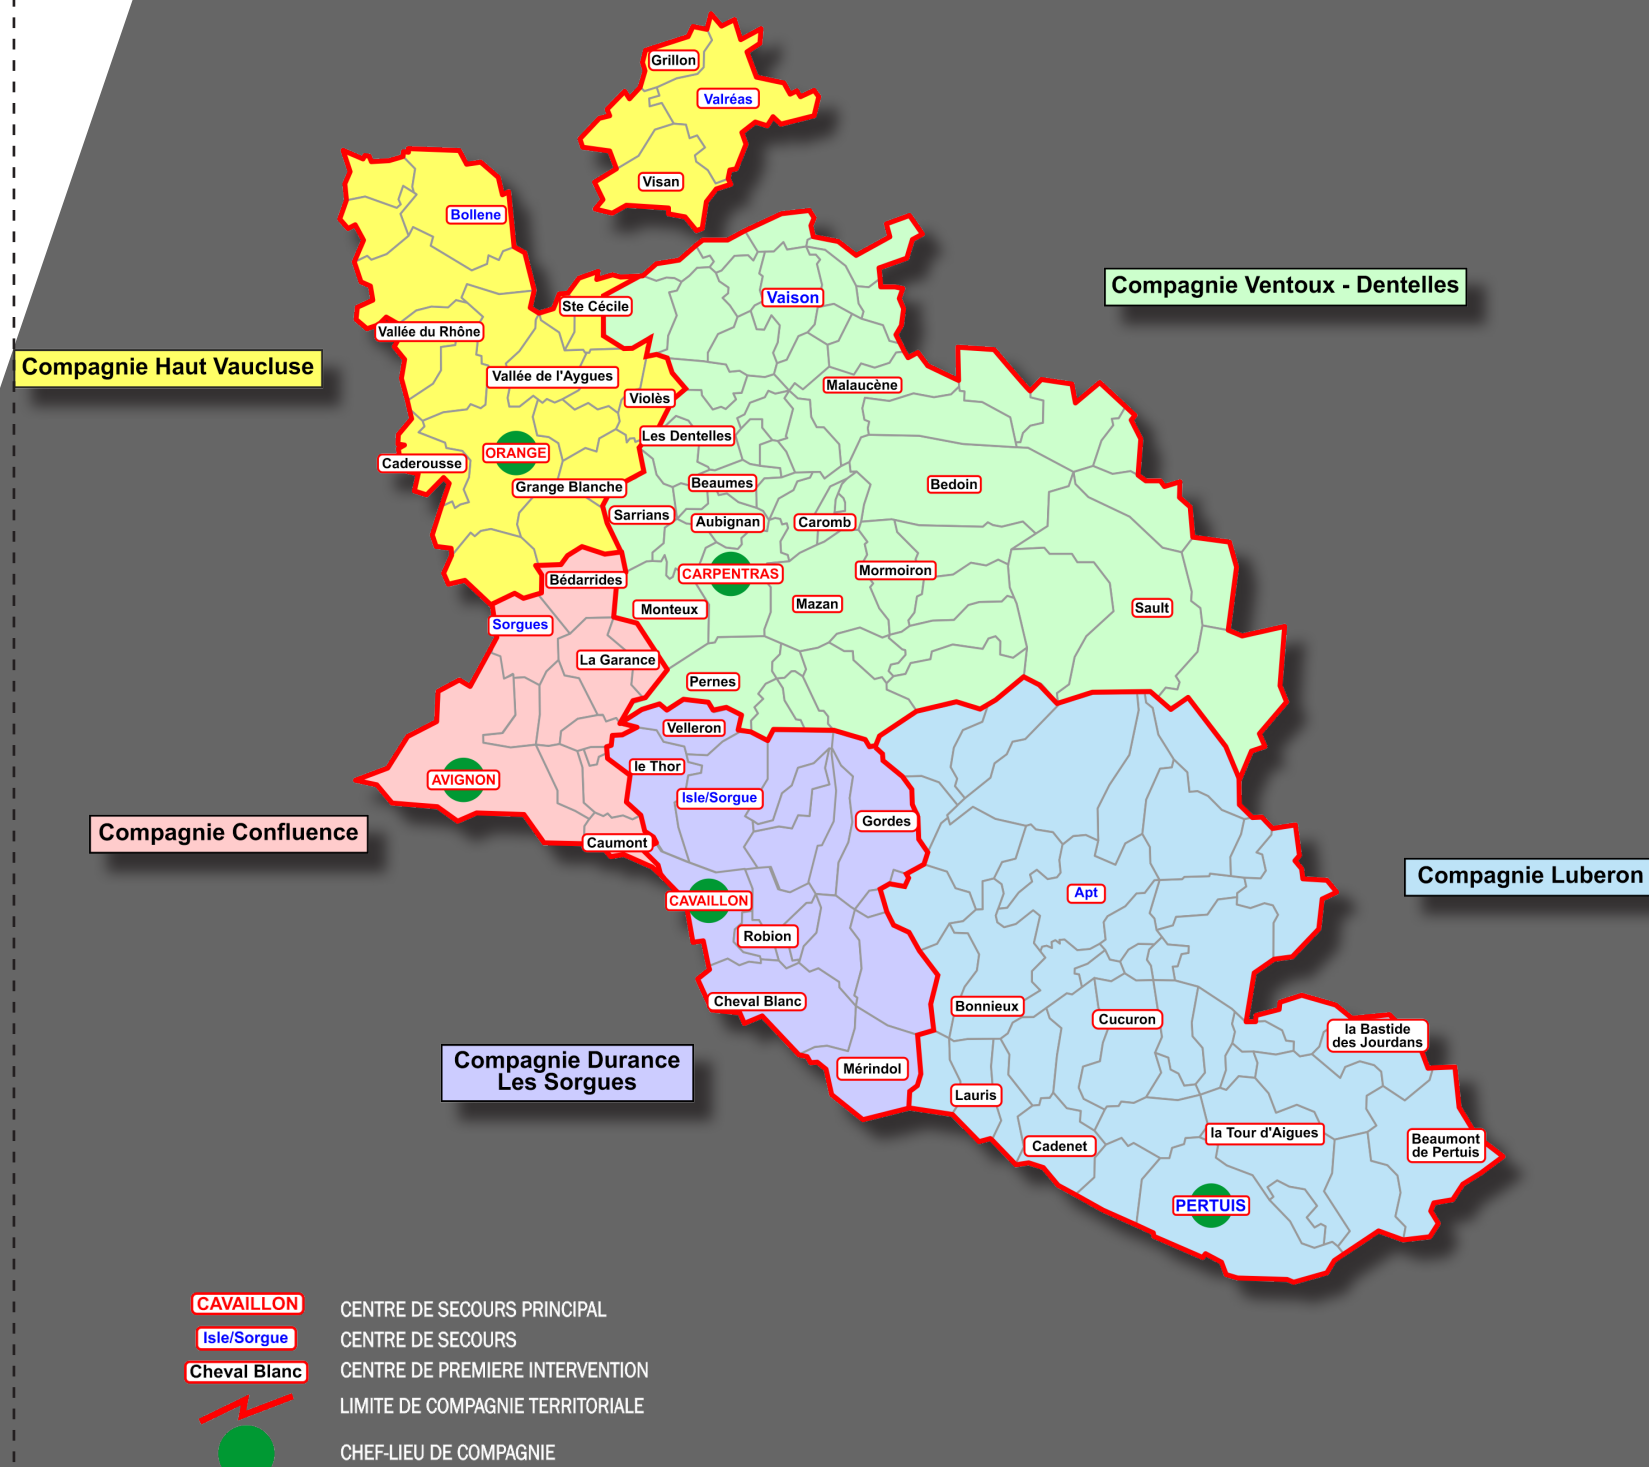 Grillon
Valréas
Visan
Bollene
Compagnie Ventoux - Dentelles
Ste Cécile
Vaison
Vallée du Rhône
Compagnie Haut Vaucluse
Vallée de l'Aygues
Malaucène
Violès
Les Dentelles
ORANGE
Caderousse
Grange Blanche
Beaumes
Bedoin
Sarrians
Aubignan
Caromb
CARPENTRAS
Mormoiron
Bédarrides
Monteux
Mazan
Sault
Sorgues
La Garance
Pernes
Velleron
le Thor
AVIGNON
Isle/Sorgue
Gordes
Compagnie Confluence
Caumont
Compagnie Luberon
Apt
CAVAILLON
Robion
Cheval Blanc
Bonnieux
Cucuron
la Bastide
des Jourdans
Compagnie Durance
Les Sorgues
Mérindol
Lauris
la Tour d'Aigues
Cadenet
Beaumont
de Pertuis
PERTUIS
CAVAILLON CENTRE DE SECOURS PRINCIPAL
Isle/Sorgue CENTRE DE SECOURS
Cheval Blanc CENTRE DE PREMIERE INTERVENTION
LIMITE DE COMPAGNIE TERRITORIALE
CHEF-LIEU DE COMPAGNIE